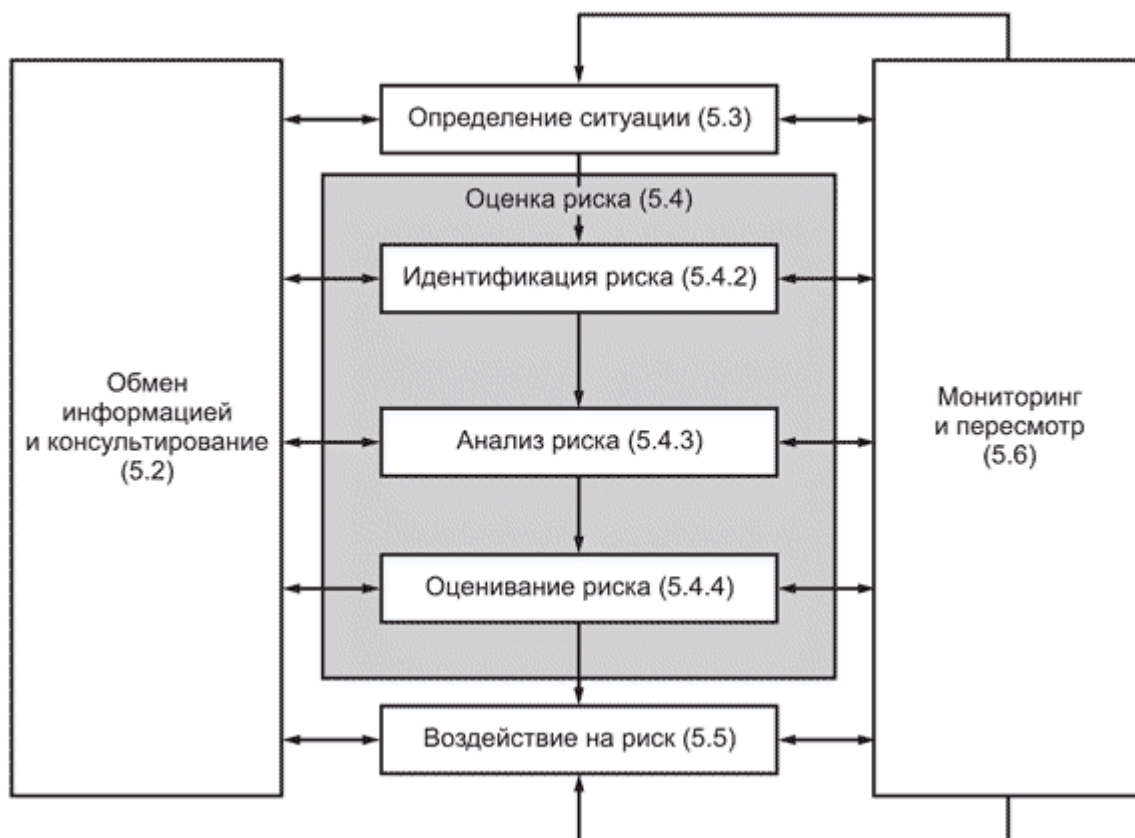 Определение ситуации (5.3)
Оценка риска (5.4)
Идентификация риска (5.4.2)
Обмен
информацией
и консультирование
(5.2)
Анализ риска (5.4.3)
Мониторинг
и пересмотр
(5.6)
Оценивание риска (5.4.4)
Воздействие на риск (5.5)